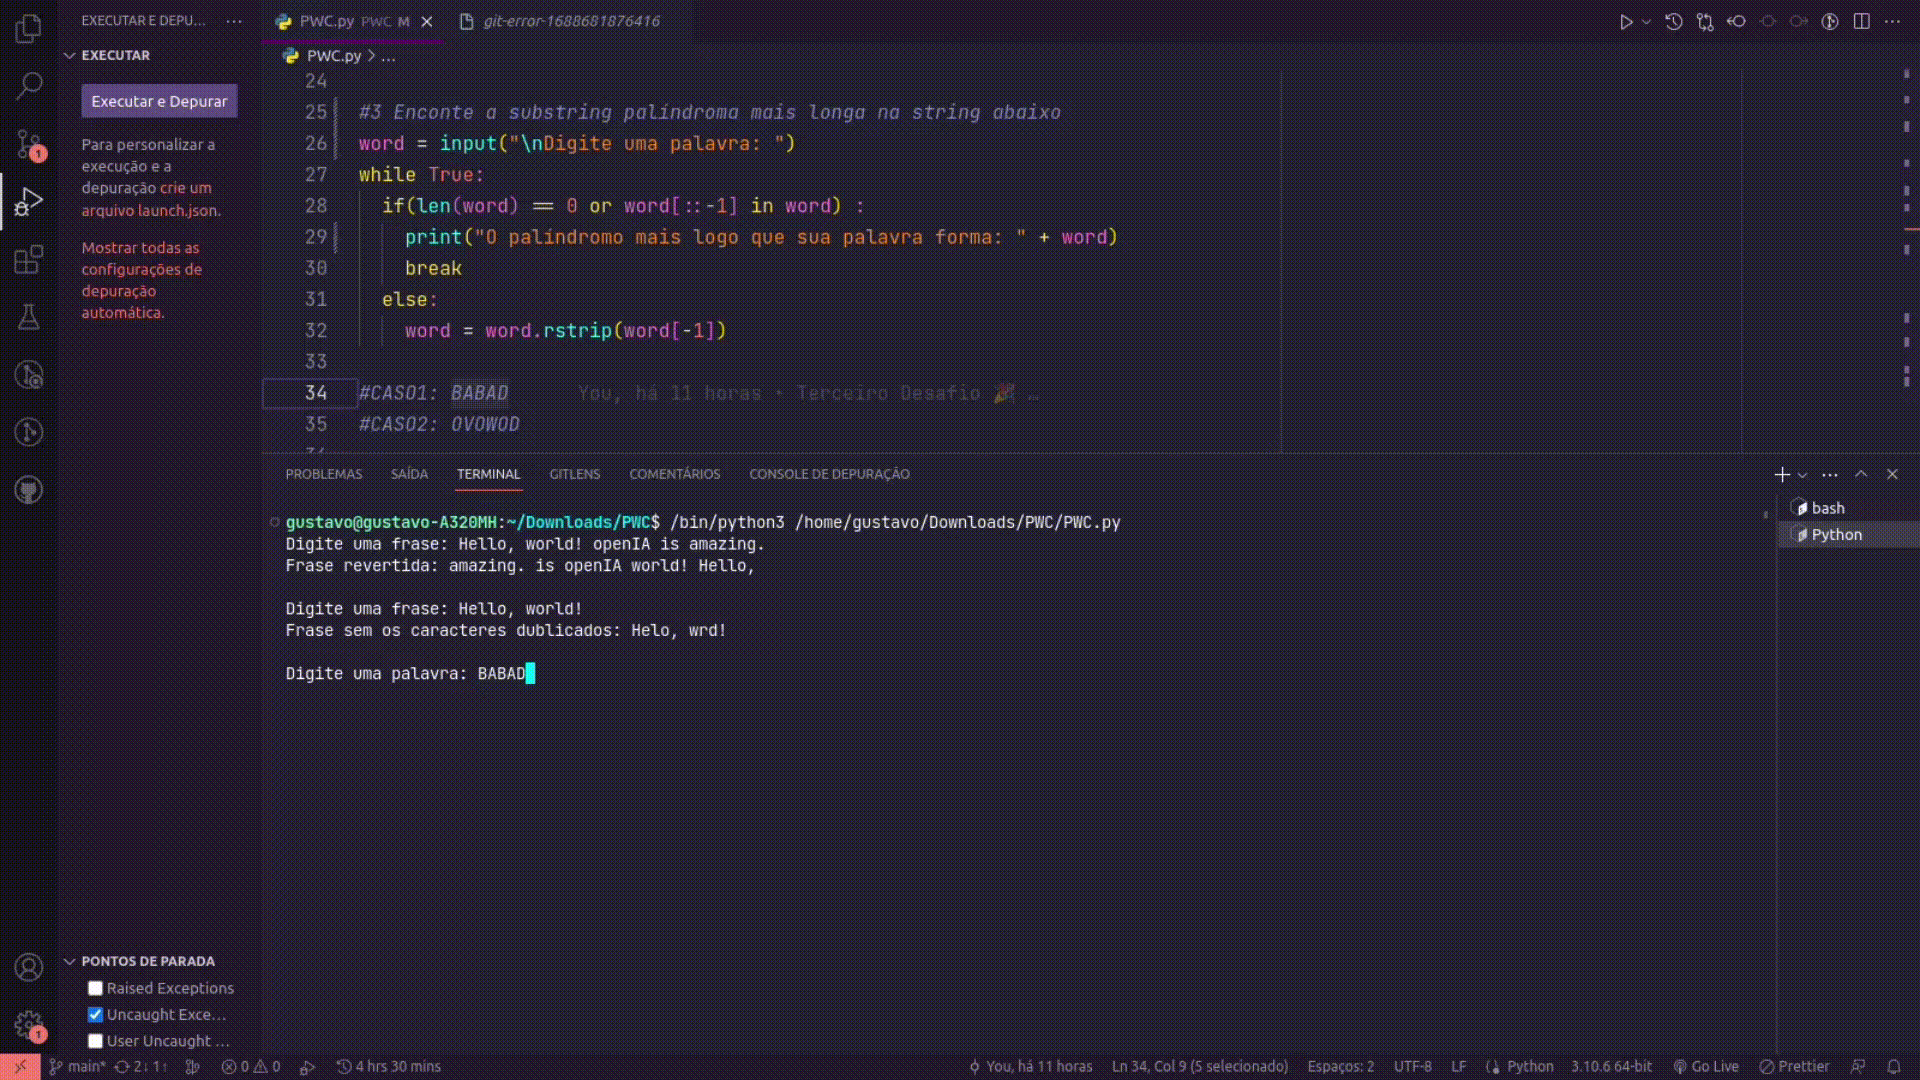 EXECUTAR E DEPU... ···
EXECUTAR
Executar e Depurar
Para personalizar a
execução e a
depuração crie um
arquivo launch.json.
Mostrar todas as
configurações de
depuração
automática.
PONTOS DE PARADA
Raised Exceptions
Uncaught Exce...
User Uncaught ...
1
1
PWC.py PWC M
git-error-1688681876416
PWC.py > ...
24
25 #3 Enconte a substring palíndroma mais longa na string abaixo
26 word = input("\nDigite uma palavra: ")
27 while True:
28 if(len(word) == 0 or word[::-1] in word) :
29 print("O palíndromo mais logo que sua palavra forma: " + word)
30 break
31 else:
32 word = word.rstrip(word[-1])
33
34 #CASO1: BABAD You, há 11 horas • Terceiro Desafio 🎉 …
35 #CASO2: OVOWOD
PROBLEMAS SAÍDA TERMINAL GITLENS COMENTÁRIOS CONSOLE DE DEPURAÇÃO
gustavo@gustavo-A320MH:~/Downloads/PWC$ /bin/python3 /home/gustavo/Downloads/PWC/PWC.py
Digite uma frase: Hello, world! openIA is amazing.
Frase revertida: amazing. is openIA world! Hello,
Digite uma frase: Hello, world!
Frase sem os caracteres dublicados: Helo, wrd!
Digite uma palavra: BABAD
bash
Python
main* 2↓ 1↑ 0 0 4 hrs 30 mins You, há 11 horas Ln 34, Col 9 (5 selecionado) Espaços: 2 UTF-8 LF Python 3.10.6 64-bit Go Live Prettier